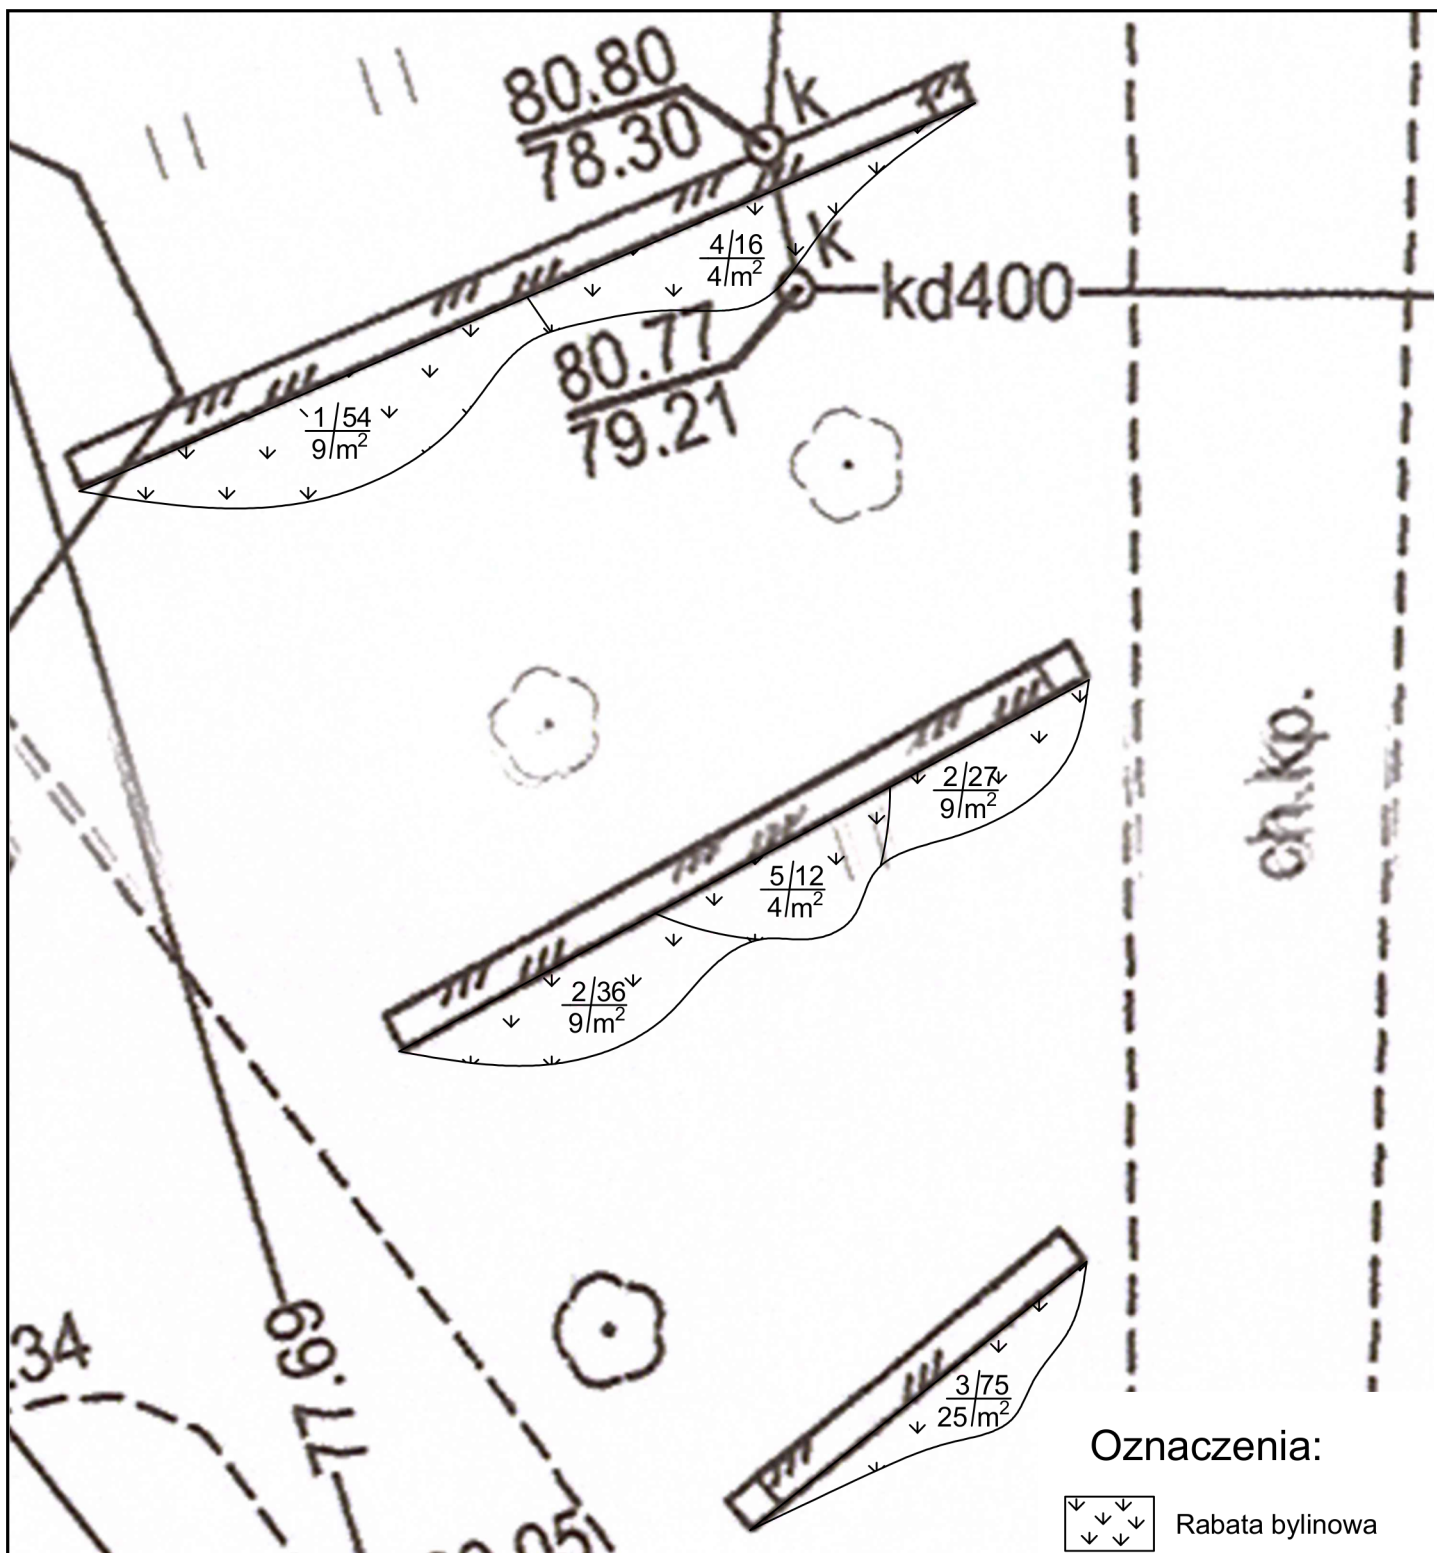 80.80
78.30
k
4/16
4/m²
k
kd400
80.77
79.21
1/54
9/m²
ch.kp.
2/27
9/m²
5/12
4/m²
2/36
9/m²
.34
69.77
3/75
25/m²
Oznaczenia:
Rabata bylinowa